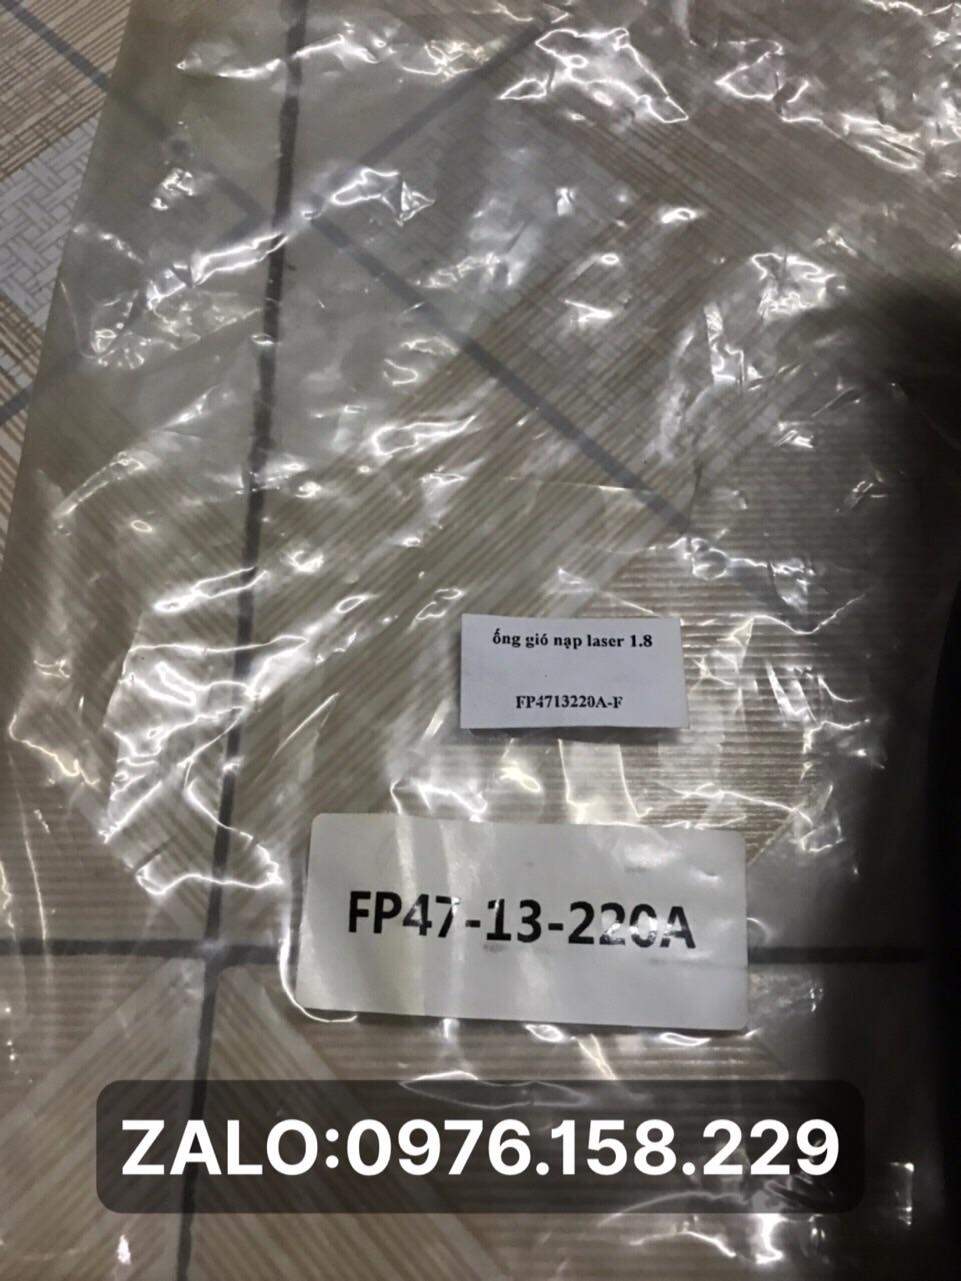 ống gió nạp laser 1.8
FP4713220A-F
FP47-13-220A
ZALO:0976.158.229